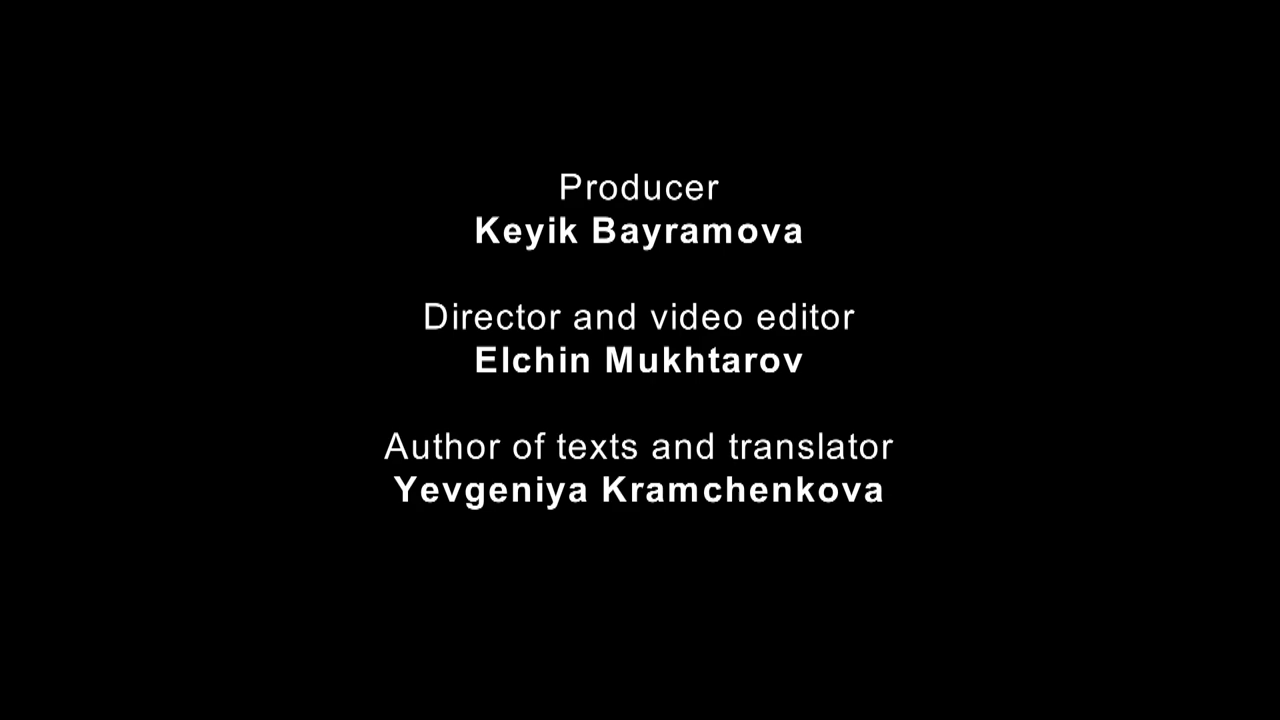 Producer
Keyik Bayramova
Director and video editor
Elchin Mukhtarov
Author of texts and translator
Yevgeniya Kramchenkova